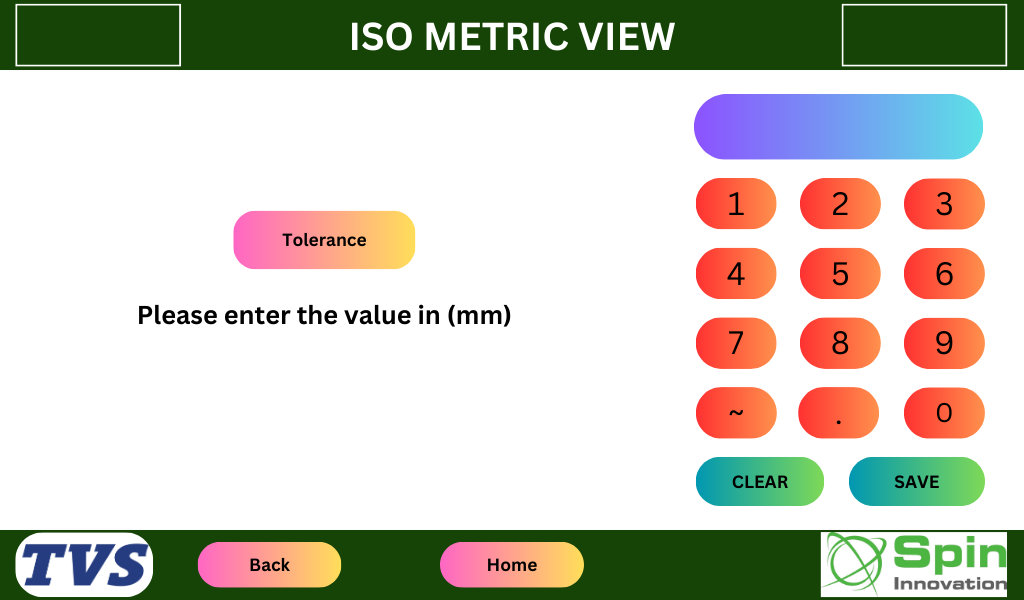 ISO METRIC VIEW
Tolerance
Please enter the value in (mm)
1 2 3
4 5 6
7 8 9
~ . 0
CLEAR SAVE
TVS
Back
Home
Spin
Innovation